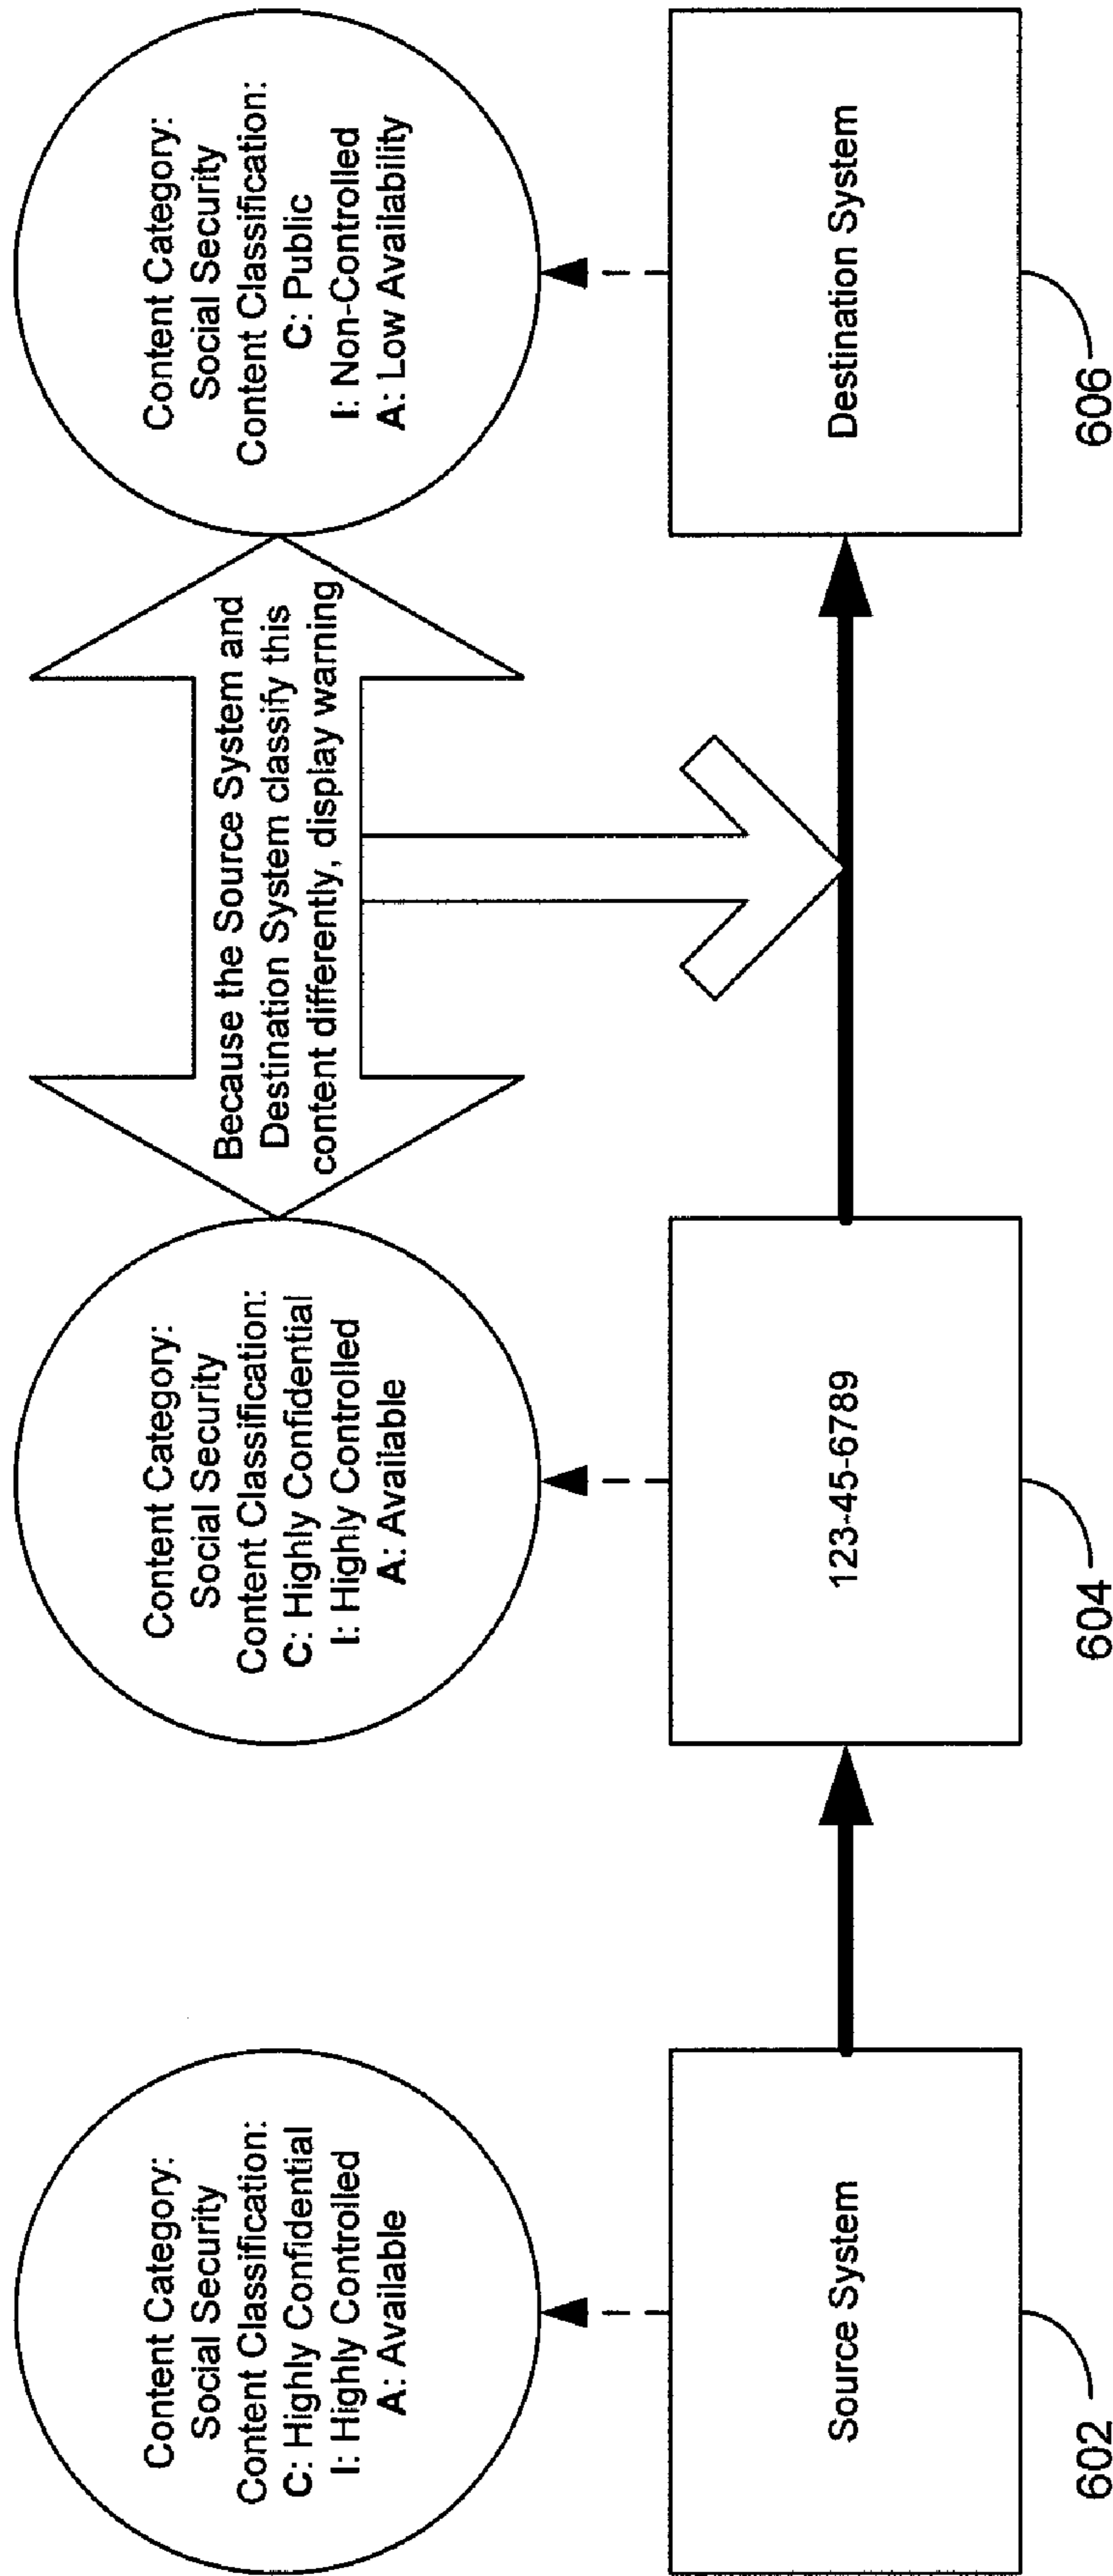 Content Category:
Social Security
Content Classification:
C: Highly Confidential
I: Highly Controlled
A: Available
Content Category:
Social Security
Content Classification:
C: Highly Confidential
I: Highly Controlled
A: Available
Because the Source System and
Destination System classify this
content differently, display warning
Content Category:
Social Security
Content Classification:
C: Public
I: Non-Controlled
A: Low Availability
Source System
123-45-6789
Destination System
602
604
606